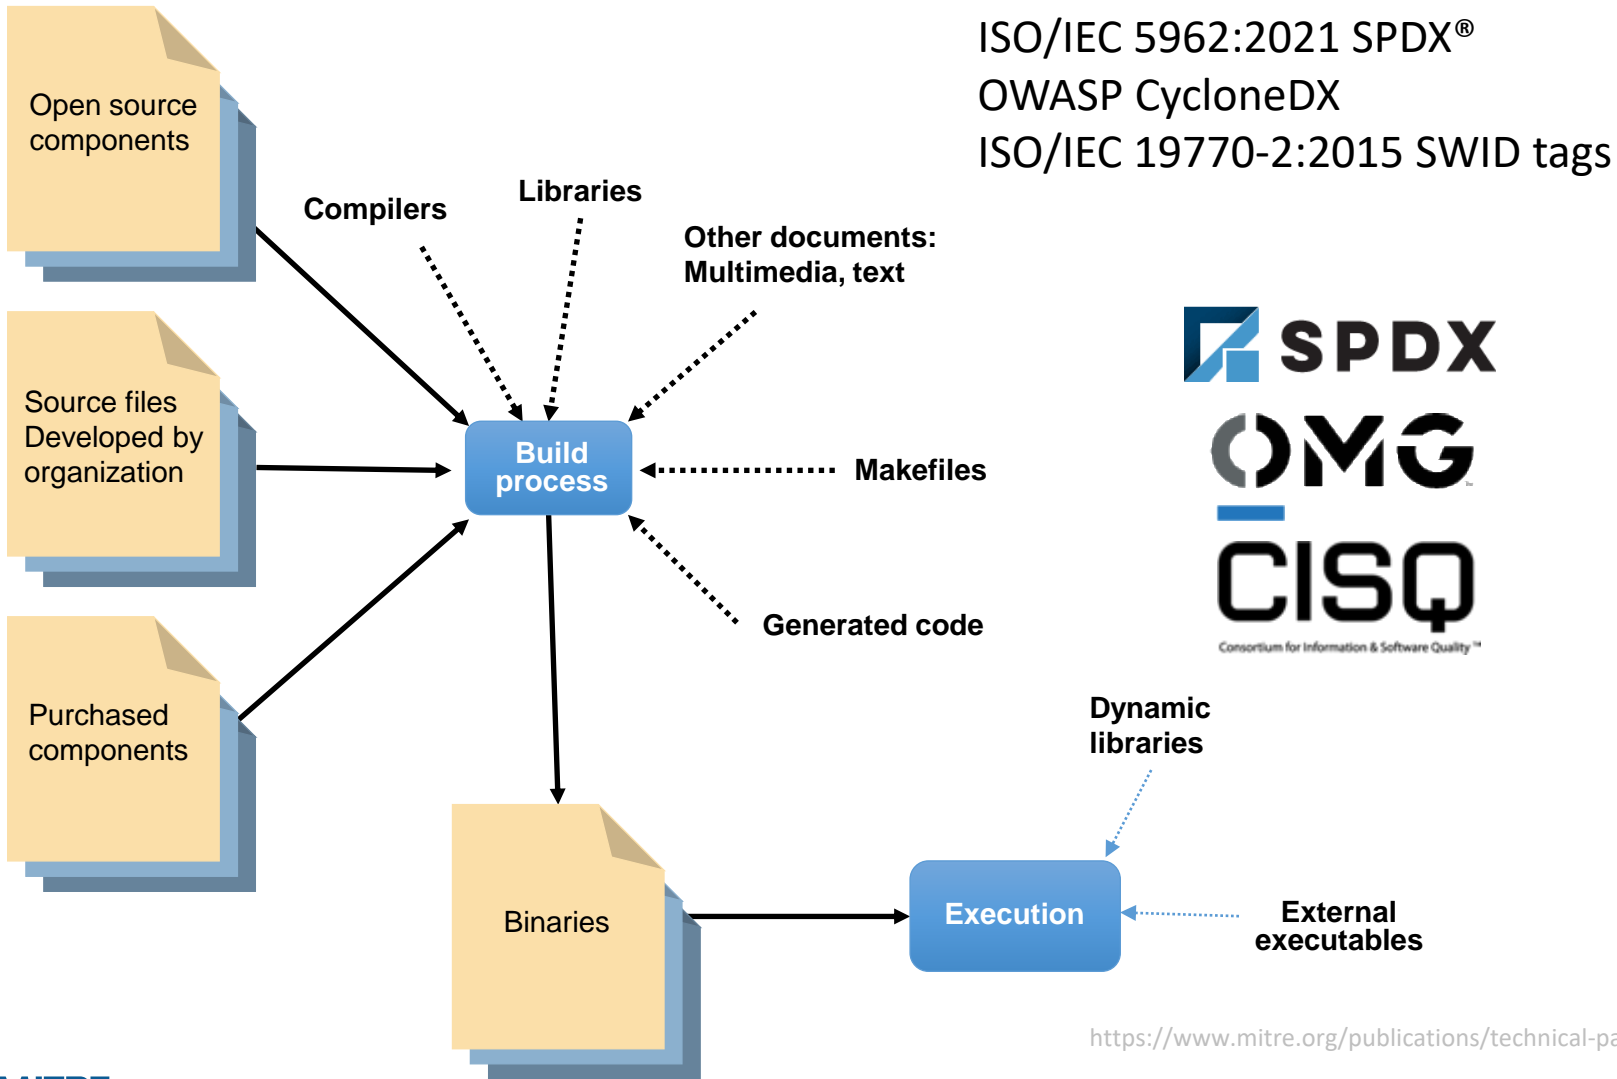 ISO/IEC 5962:2021 SPDX®
OWASP CycloneDX
ISO/IEC 19770-2:2015 SWID tags
Open source
components
Compilers
Libraries
Other documents:
Multimedia, text
SPDX
Source files
Developed by
organization
Build
process
Makefiles
OMG
CISQ
Consortium for Information & Software Quality ™
Generated code
Purchased
components
Dynamic
libraries
Binaries
Execution
External
executables
https://www.mitre.org/publications/technical-pa